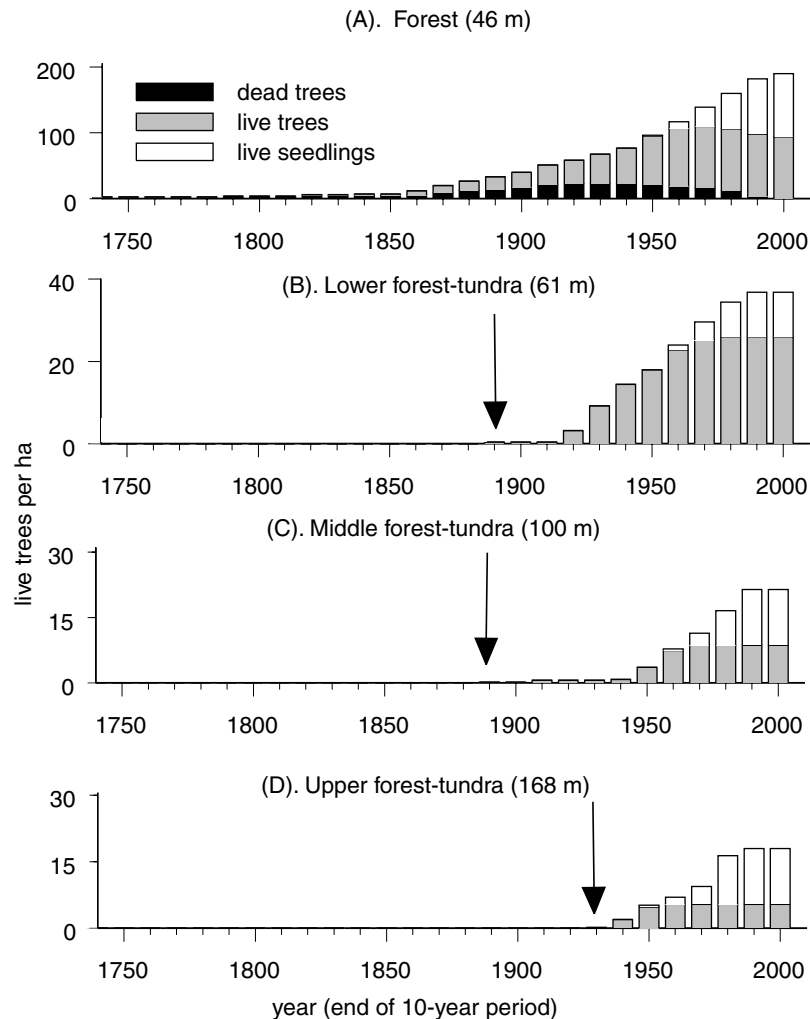 (A). Forest (46 m)
200
100
0
dead trees
live trees
live seedlings
1750 1800 1850 1900 1950 2000
(B). Lower forest-tundra (61 m)
40
20
0
1750 1800 1850 1900 1950 2000
live trees per ha
(C). Middle forest-tundra (100 m)
30
15
0
1750 1800 1850 1900 1950 2000
(D). Upper forest-tundra (168 m)
30
15
0
1750 1800 1850 1900 1950 2000
year (end of 10-year period)